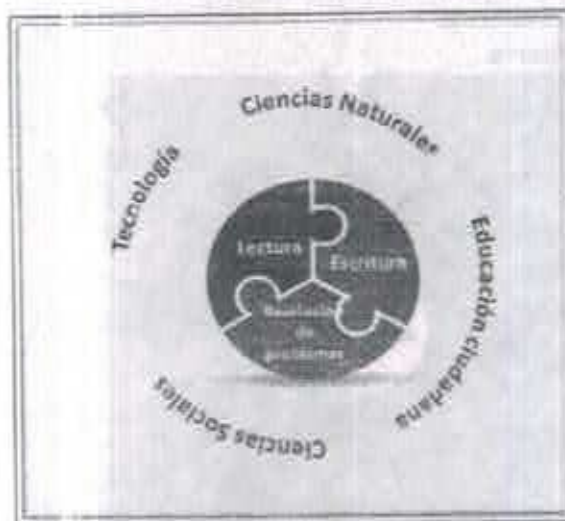 Ciencias Naturales
Tecnología
Educación ciudadana
Ciencias Sociales
Lectura
Escritura
Resolución
de
problemas